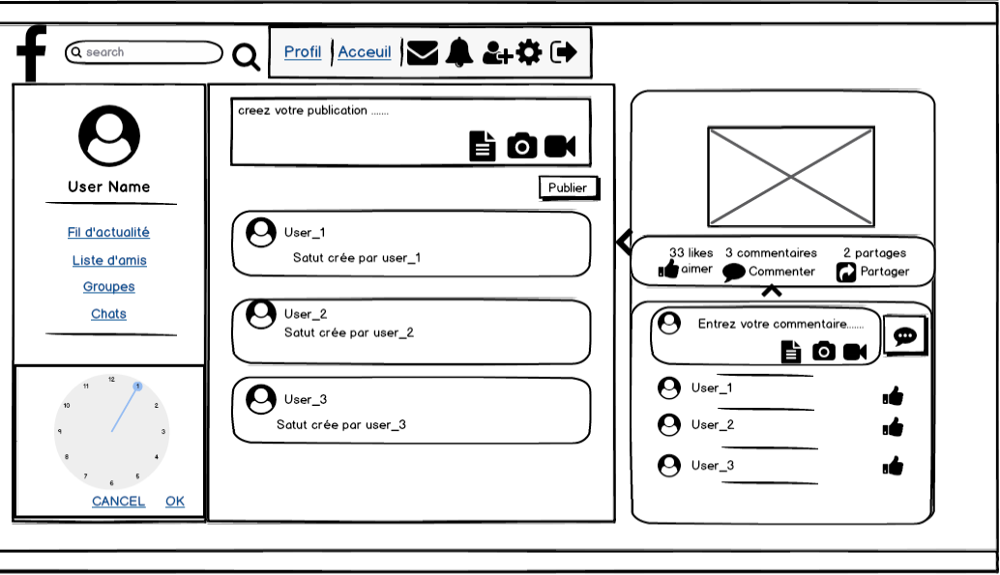 f
search
Profil
Acceuil
User Name
Fil d'actualité
Liste d'amis
Groupes
Chats
12
1
2
3
4
5
6
7
8
9
10
11
CANCEL OK
creez votre publication .......
Publier
User_1
Satut crée par user_1
User_2
Satut crée par user_2
User_3
Satut crée par user_3
33 likes 3 commentaires 2 partages
aimer Commenter Partager
Entrez votre commentaire.......
User_1
User_2
User_3